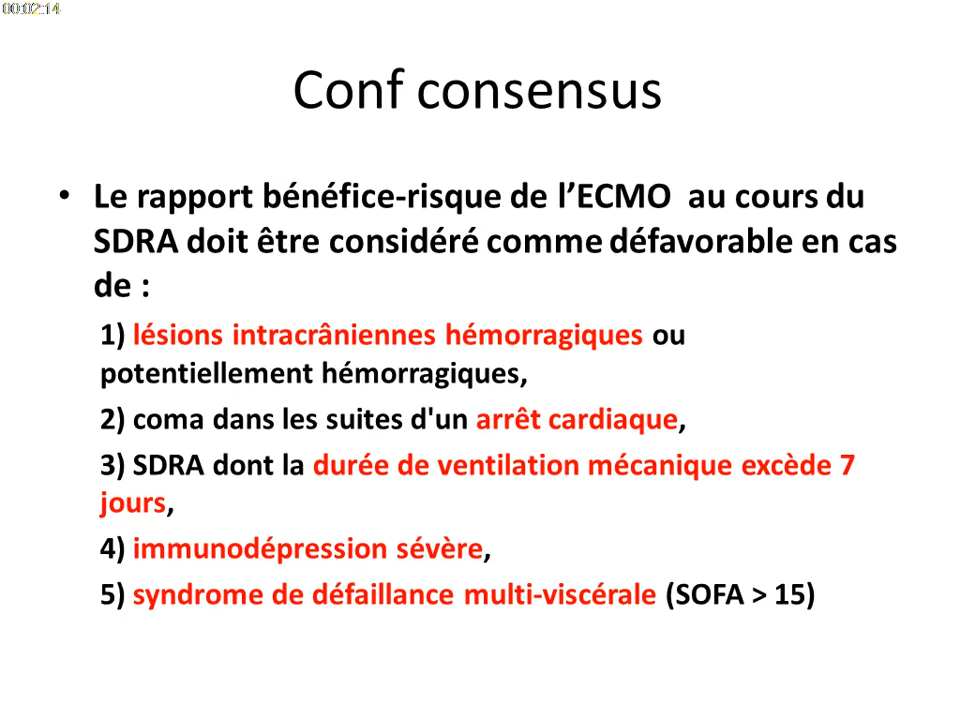 00:02:14
Conf consensus
• Le rapport bénéfice-risque de l’ECMO au cours du
SDRA doit être considéré comme défavorable en cas
de :
1) lésions intracrâniennes hémorragiques ou
potentiellement hémorragiques,
2) coma dans les suites d'un arrêt cardiaque,
3) SDRA dont la durée de ventilation mécanique excède 7
jours,
4) immunodépression sévère,
5) syndrome de défaillance multi-viscérale (SOFA > 15)